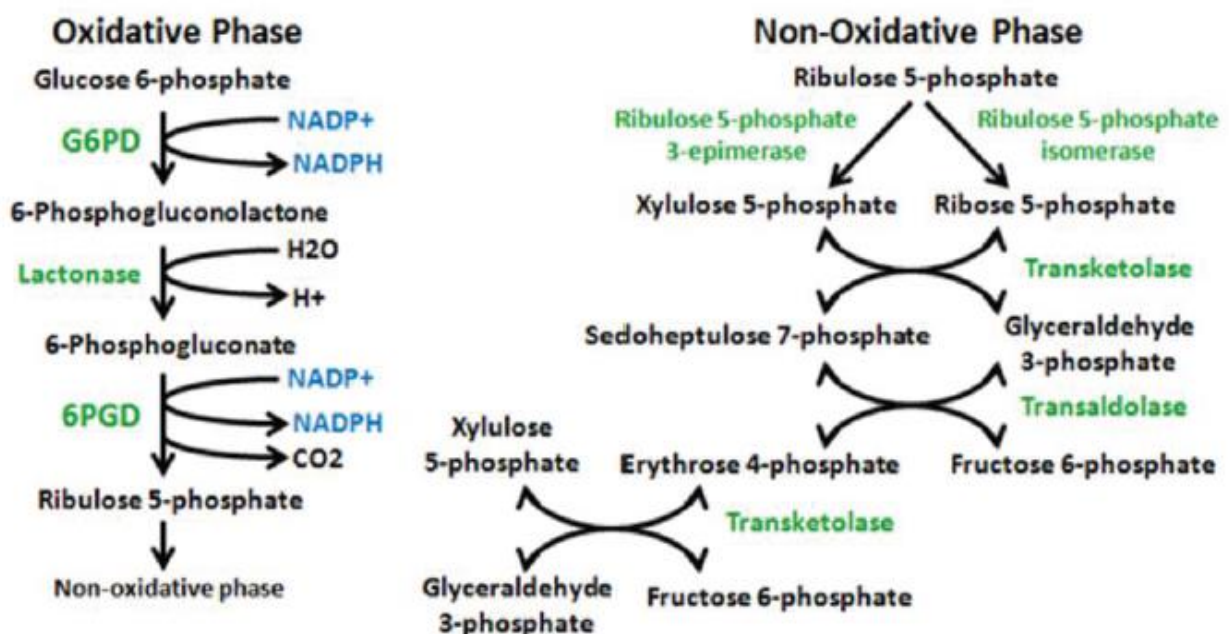 Oxidative Phase
Glucose 6-phosphate
G6PD
NADP+
NADPH
6-Phosphogluconolactone
Lactonase
H2O
H+
6-Phosphogluconate
6PGD
NADP+
NADPH
CO2
Ribulose 5-phosphate
Non-oxidative phase
Non-Oxidative Phase
Ribulose 5-phosphate
Ribulose 5-phosphate
3-epimerase
Ribulose 5-phosphate
isomerase
Xylulose 5-phosphate
Ribose 5-phosphate
Transketolase
Sedoheptulose 7-phosphate
Glyceraldehyde
3-phosphate
Transaldolase
Xylulose
5-phosphate
Erythrose 4-phosphate
Fructose 6-phosphate
Transketolase
Glyceraldehyde
3-phosphate
Fructose 6-phosphate